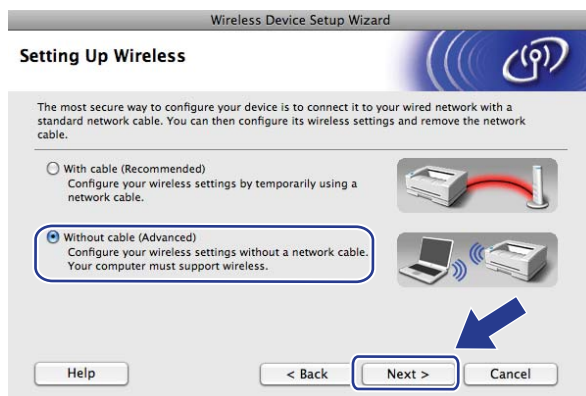 Wireless Device Setup Wizard
Setting Up Wireless
The most secure way to configure your device is to connect it to your wired network with a
standard network cable. You can then configure its wireless settings and remove the network
cable.
With cable (Recommended)
Configure your wireless settings by temporarily using a
network cable.
Without cable (Advanced)
Configure your wireless settings without a network cable.
Your computer must support wireless.
Help
< Back
Next >
Cancel